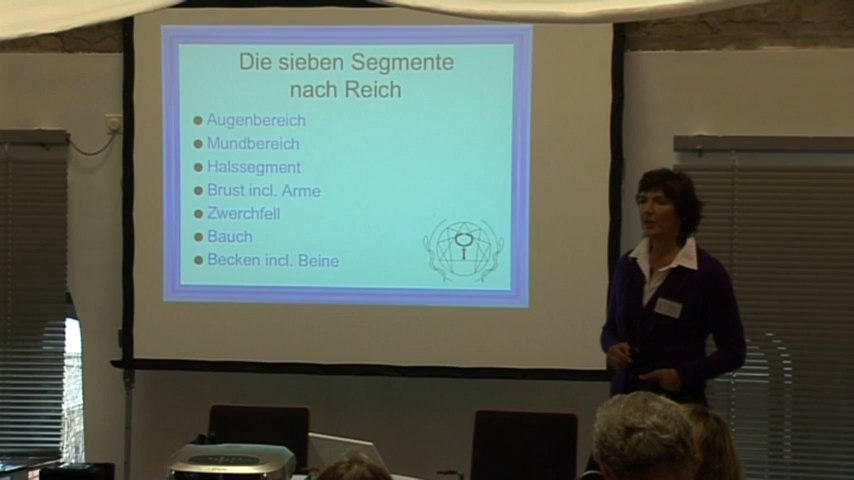 Die sieben Segmente
nach Reich
Augenbereich
Mundbereich
Halssegment
Brust incl. Arme
Zwerchfell
Bauch
Becken incl. Beine